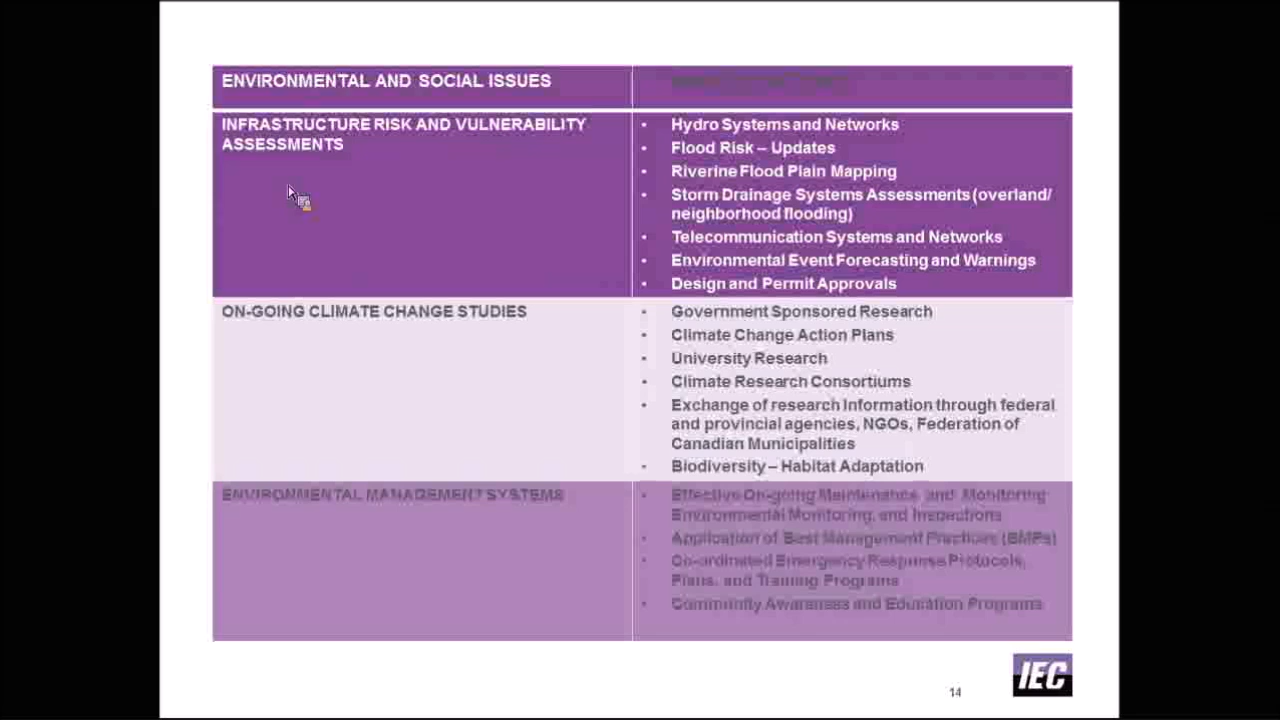 ENVIRONMENTAL AND SOCIAL ISSUES
INFRASTRUCTURE RISK AND VULNERABILITY
ASSESSMENTS
• Hydro Systems and Networks
• Flood Risk – Updates
• Riverine Flood Plain Mapping
• Storm Drainage Systems Assessments (overland/
neighborhood flooding)
• Telecommunication Systems and Networks
• Environmental Event Forecasting and Warnings
• Design and Permit Approvals
ON-GOING CLIMATE CHANGE STUDIES
• Government Sponsored Research
• Climate Change Action Plans
• University Research
• Climate Research Consortiums
• Exchange of research Information through federal
and provincial agencies, NGOs, Federation of
Canadian Municipalities
• Biodiversity – Habitat Adaptation
ENVIRONMENTAL MANAGEMENT SYSTEMS
• Effective On-going Maintenance and Monitoring
Environmental Monitoring, and Inspections
• Application of Best Management Practices (BMPs)
• Co-ordinated Emergency Response Protocols,
Plans, and Training Programs
• Community Awareness and Education Programs
14
IEC